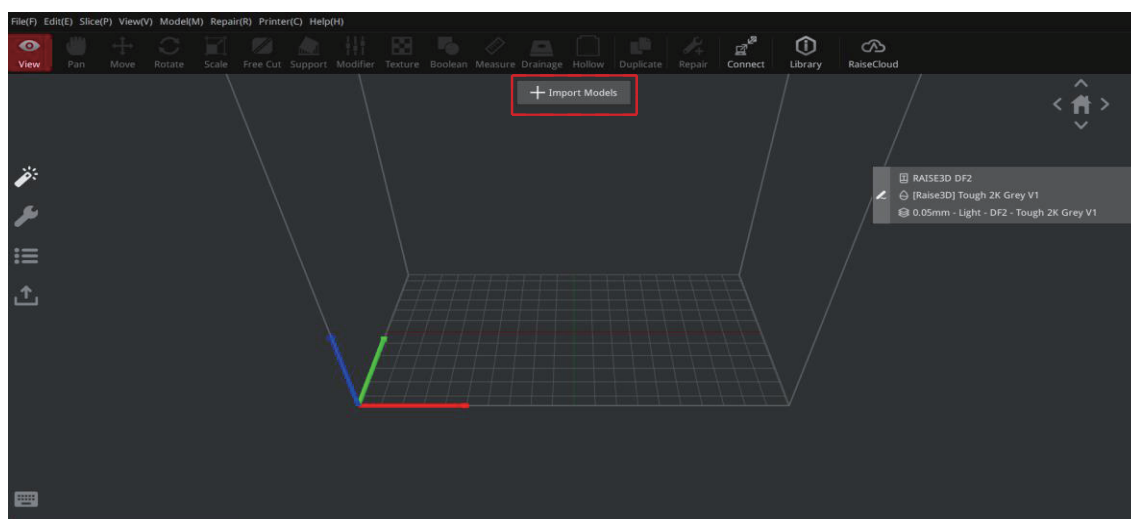 File(F) Edit(E) Slice(P) View(V) Model(M) Repair(R) Printer(C) Help(H)
View Pan Move Rotate Scale Free Cut Support Modifier Texture Boolean Measure Drainage Hollow Duplicate Repair Connect Library RaiseCloud
Import Models
RAISE3D DF2
[Raise3D] Tough 2K Grey V1
0.05mm - Light - DF2 - Tough 2K Grey V1